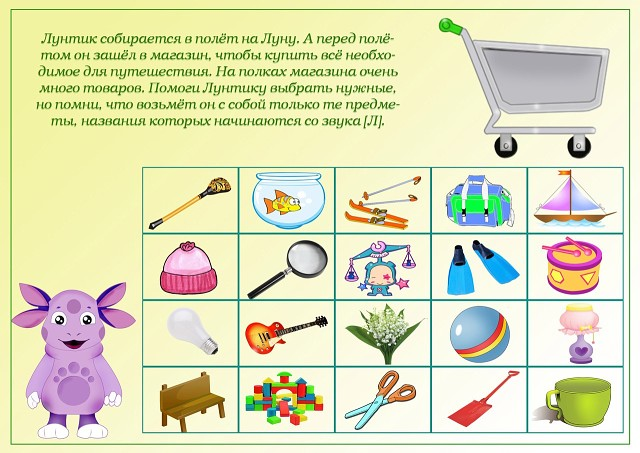 Лунтик собирается в полёт на Луну. А перед полё-
том он зашёл в магазин, чтобы купить всё необхо-
димое для путешествия. На полках магазина очень
много товаров. Помоги Лунтику выбрать нужные,
но помни, что возьмёт он с собой только те предме-
ты, названия которых начинаются со звука [Л].